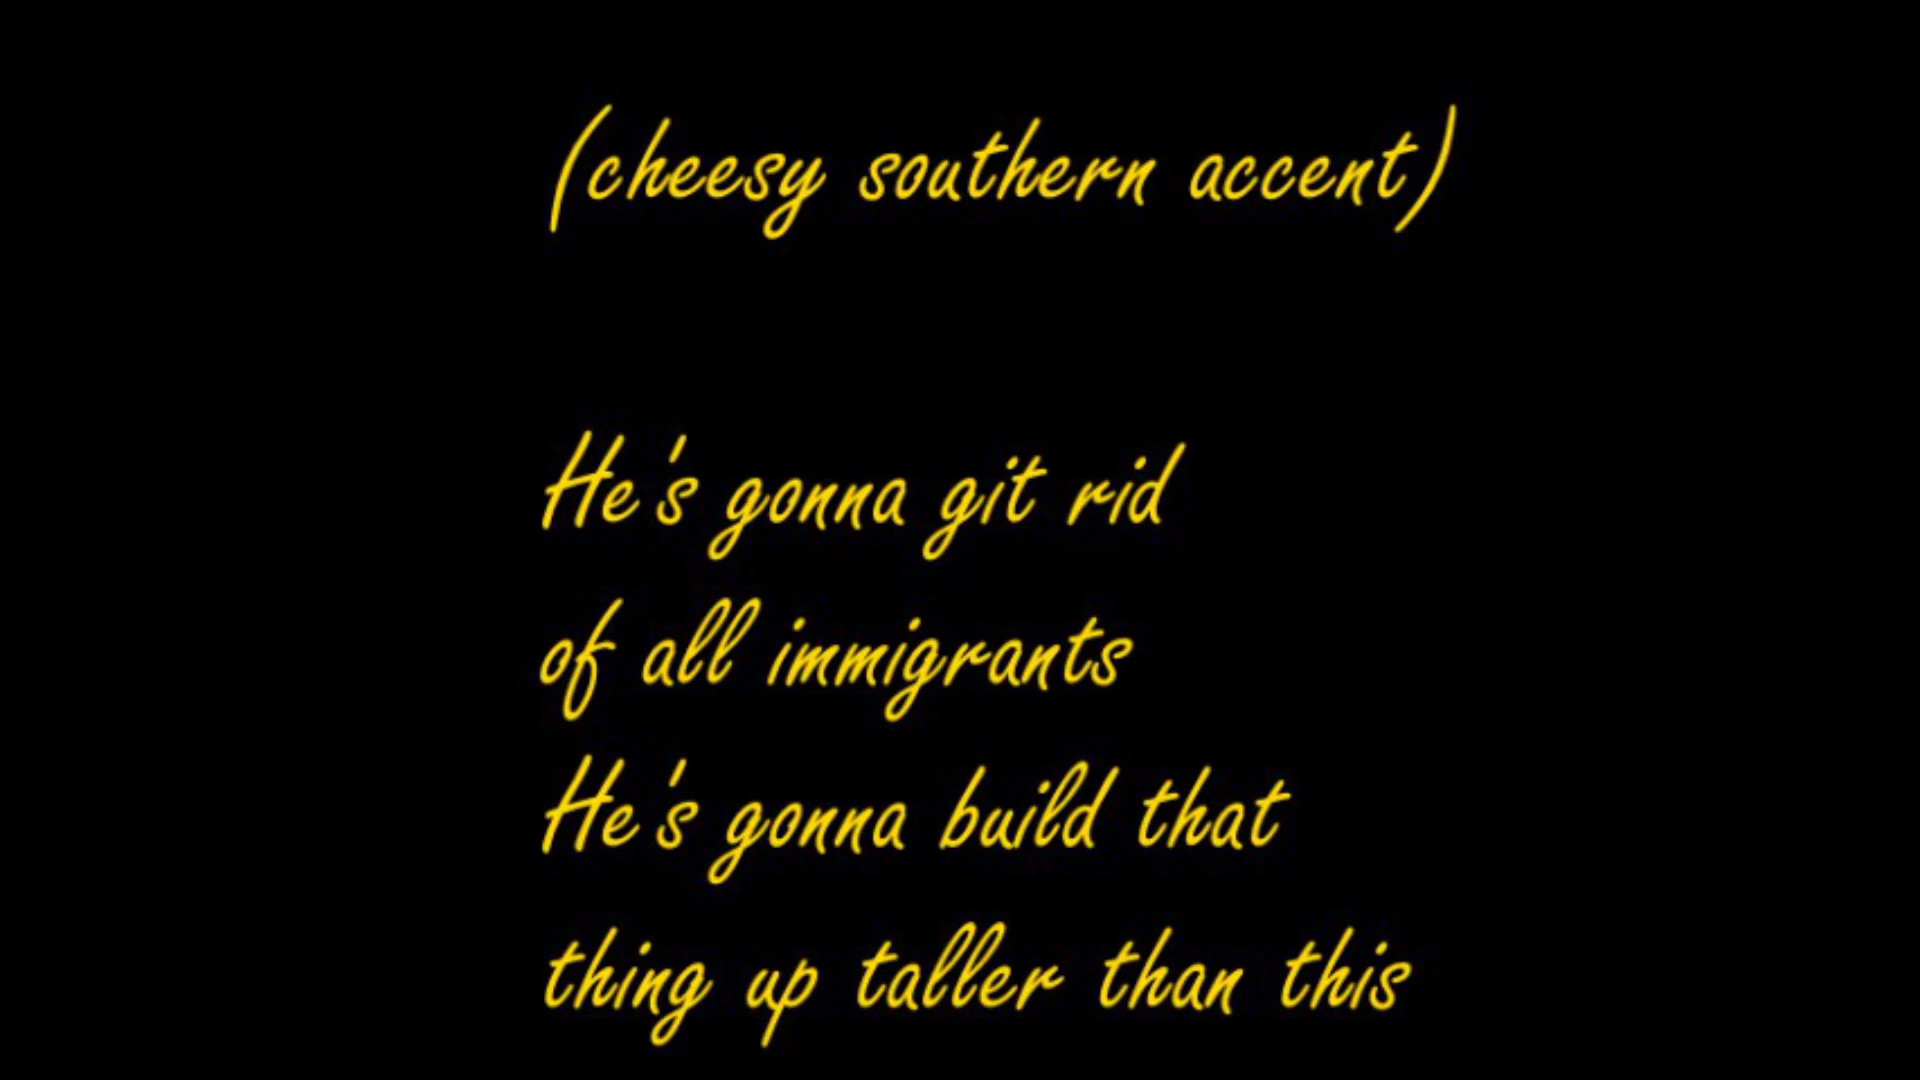 (cheesy southern accent)
He's gonna git rid
of all immigrants
He's gonna build that
thing up taller than this